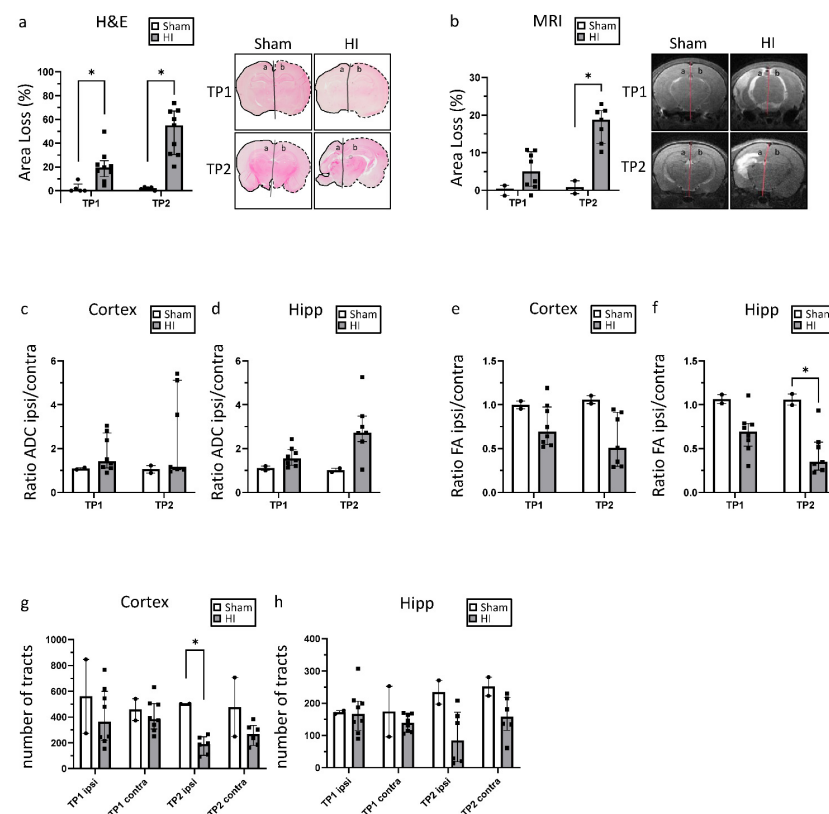 a
H&E
Sham
HI
Area Loss (%)
100
80
60
40
20
0
*
*
TP1
TP2
Sham
HI
TP1
TP2
a b
a b
a b
a b
b
MRI
Sham
HI
Area Loss (%)
30
20
10
0
*
TP1
TP2
Sham
HI
TP1
TP2
a b
a b
a b
a b
c
Cortex
Sham
HI
Ratio ADC ipsi/contra
6
4
2
0
TP1
TP2
d
Hipp
Sham
HI
Ratio ADC ipsi/contra
6
4
2
0
TP1
TP2
e
Cortex
Sham
HI
Ratio FA ipsi/contra
1.5
1.0
0.5
0.0
TP1
TP2
f
Hipp
Sham
HI
Ratio FA ipsi/contra
1.5
1.0
0.5
0.0
*
TP1
TP2
g
Cortex
Sham
HI
number of tracts
1000
800
600
400
200
0
*
TP1 ipsi
TP1 contra
TP2 ipsi
TP2 contra
h
Hipp
Sham
HI
number of tracts
400
300
200
100
0
TP1 ipsi
TP1 contra
TP2 ipsi
TP2 contra